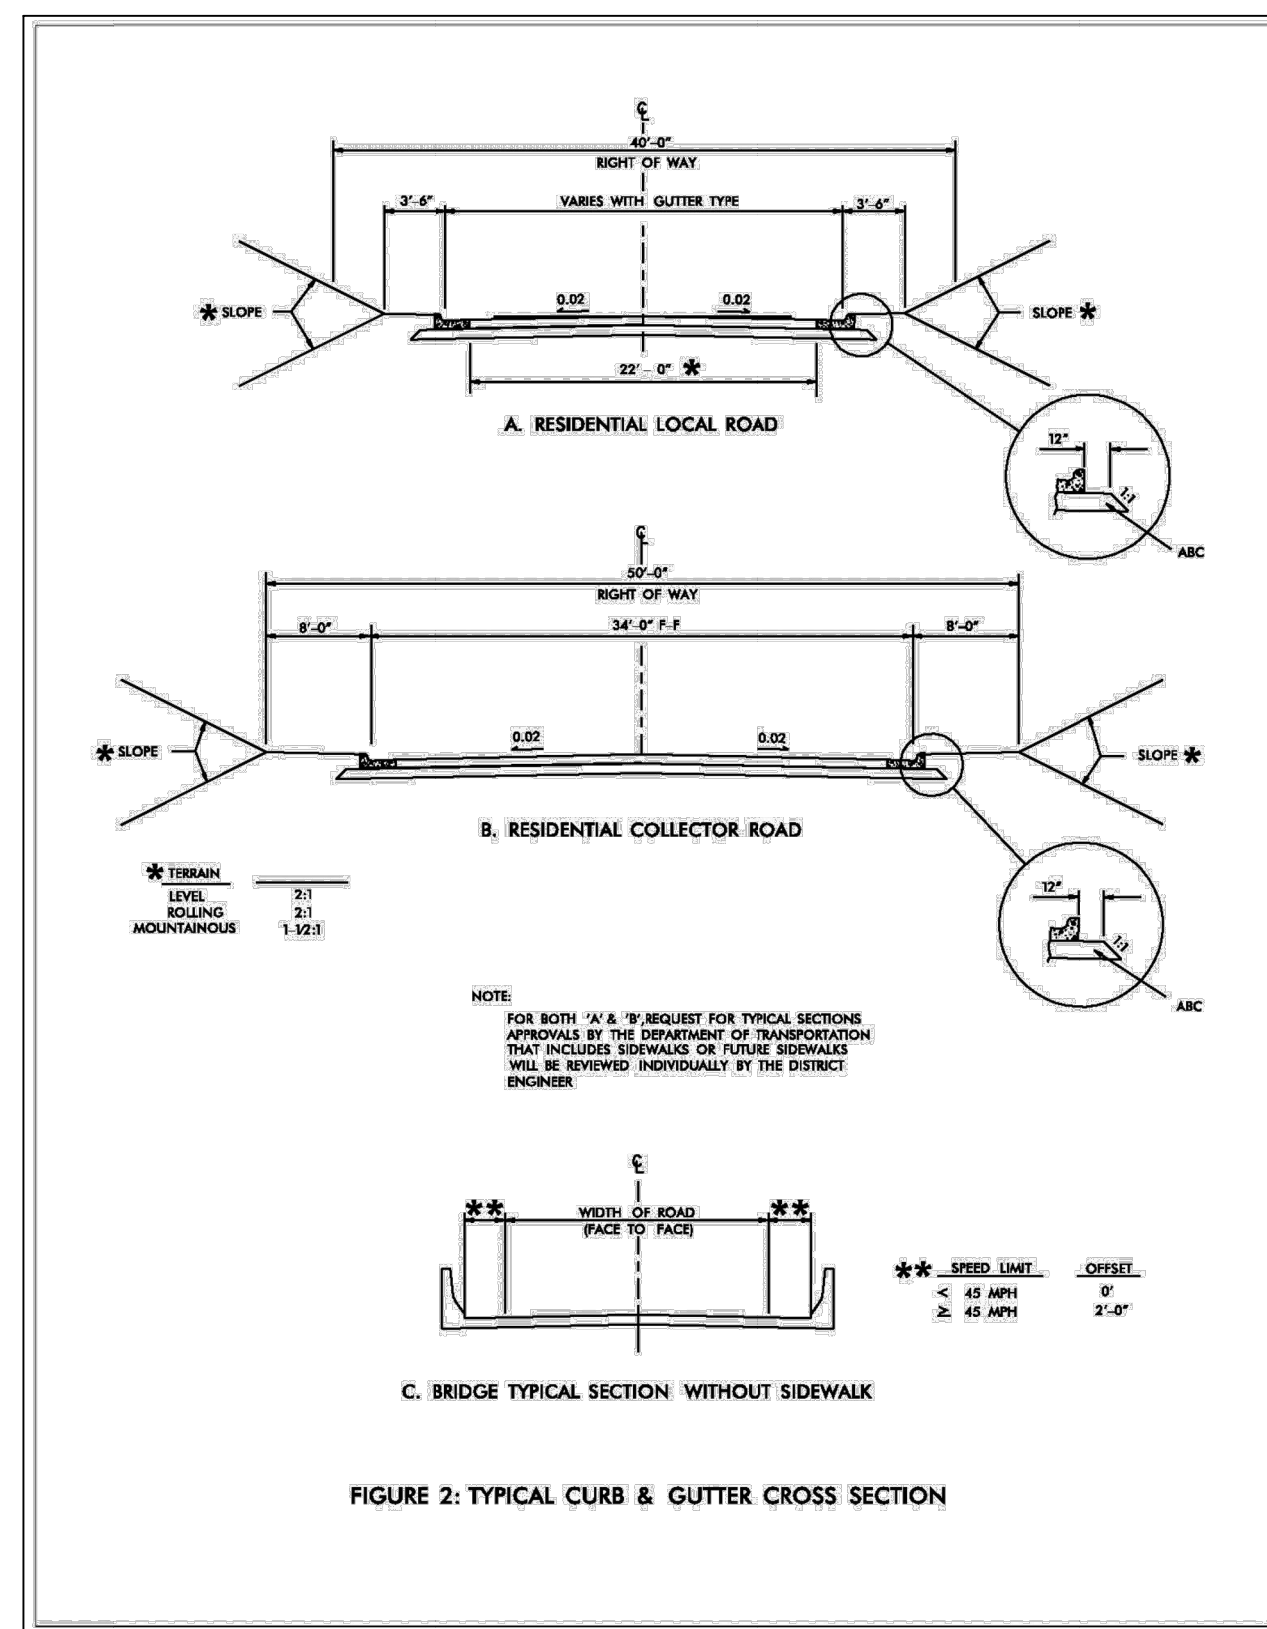 ℄
40'-0"
RIGHT OF WAY
3'-6" VARIES WITH GUTTER TYPE 3'-6"
0.02 0.02
* SLOPE SLOPE *
22' - 0" *
A. RESIDENTIAL LOCAL ROAD
12"
1:1
ABC
℄
50'-0"
RIGHT OF WAY
8'-0" 34'-0" F-F 8'-0"
0.02 0.02
* SLOPE SLOPE *
B. RESIDENTIAL COLLECTOR ROAD
12"
1:1
ABC
* TERRAIN
LEVEL 2:1
ROLLING 2:1
MOUNTAINOUS 1-1/2:1
NOTE:
FOR BOTH 'A' & 'B', REQUEST FOR TYPICAL SECTIONS
APPROVALS BY THE DEPARTMENT OF TRANSPORTATION
THAT INCLUDES SIDEWALKS OR FUTURE SIDEWALKS
WILL BE REVIEWED INDIVIDUALLY BY THE DISTRICT
ENGINEER
℄
** WIDTH OF ROAD **
(FACE TO FACE)
** SPEED LIMIT OFFSET
< 45 MPH 0'
≥ 45 MPH 2'-0"
C. BRIDGE TYPICAL SECTION WITHOUT SIDEWALK
FIGURE 2: TYPICAL CURB & GUTTER CROSS SECTION